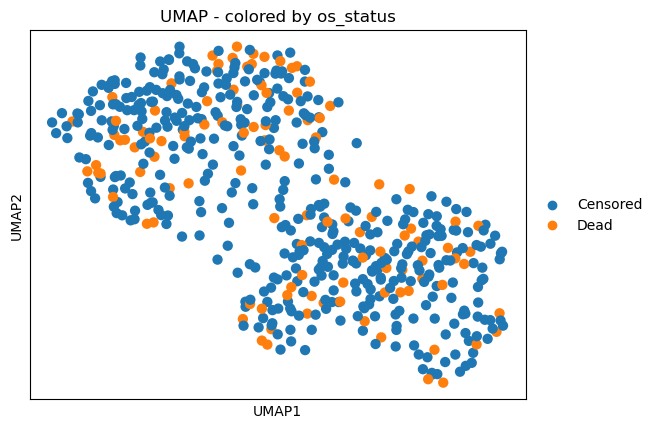 UMAP - colored by os_status
UMAP2
Censored
Dead
UMAP1